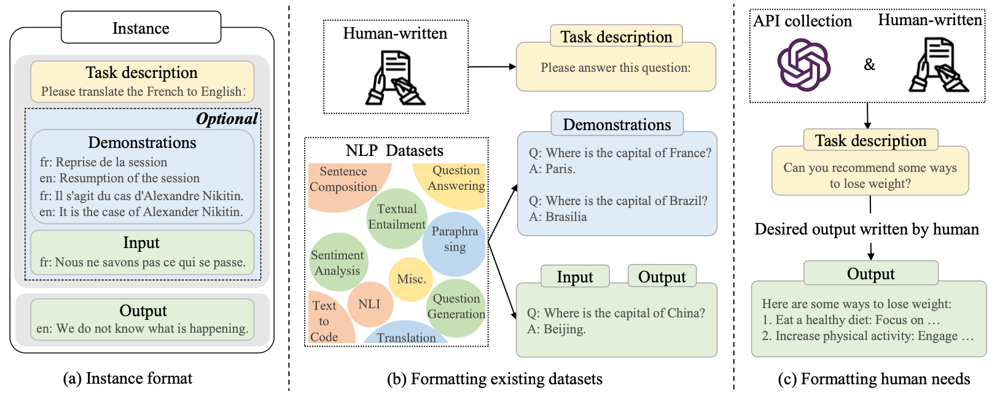 Instance
Task description
Please translate the French to English:
Optional
Demonstrations
fr: Reprise de la session
en: Resumption of the session
fr: Il s'agit du cas d'Alexandre Nikitin.
en: It is the case of Alexander Nikitin.
Input
fr: Nous ne savons pas ce qui se passe.
Output
en: We do not know what is happening.
(a) Instance format
Human-written
Task description
Please answer this question:
NLP Datasets
Sentence
Composition
Question
Answering
Textual
Entailment
Paraphra
sing
Sentiment
Analysis
Misc.
NLI
Question
Generation
Text
to
Code
Translation
Demonstrations
Q: Where is the capital of France?
A: Paris.
Q: Where is the capital of Brazil?
A: Brasilia
Input
Output
Q: Where is the capital of China?
A: Beijing.
(b) Formatting existing datasets
API collection
&
Human-written
Task description
Can you recommend some ways
to lose weight?
Desired output written by human
Output
Here are some ways to lose weight:
1. Eat a healthy diet: Focus on …
2. Increase physical activity: Engage …
(c) Formatting human needs